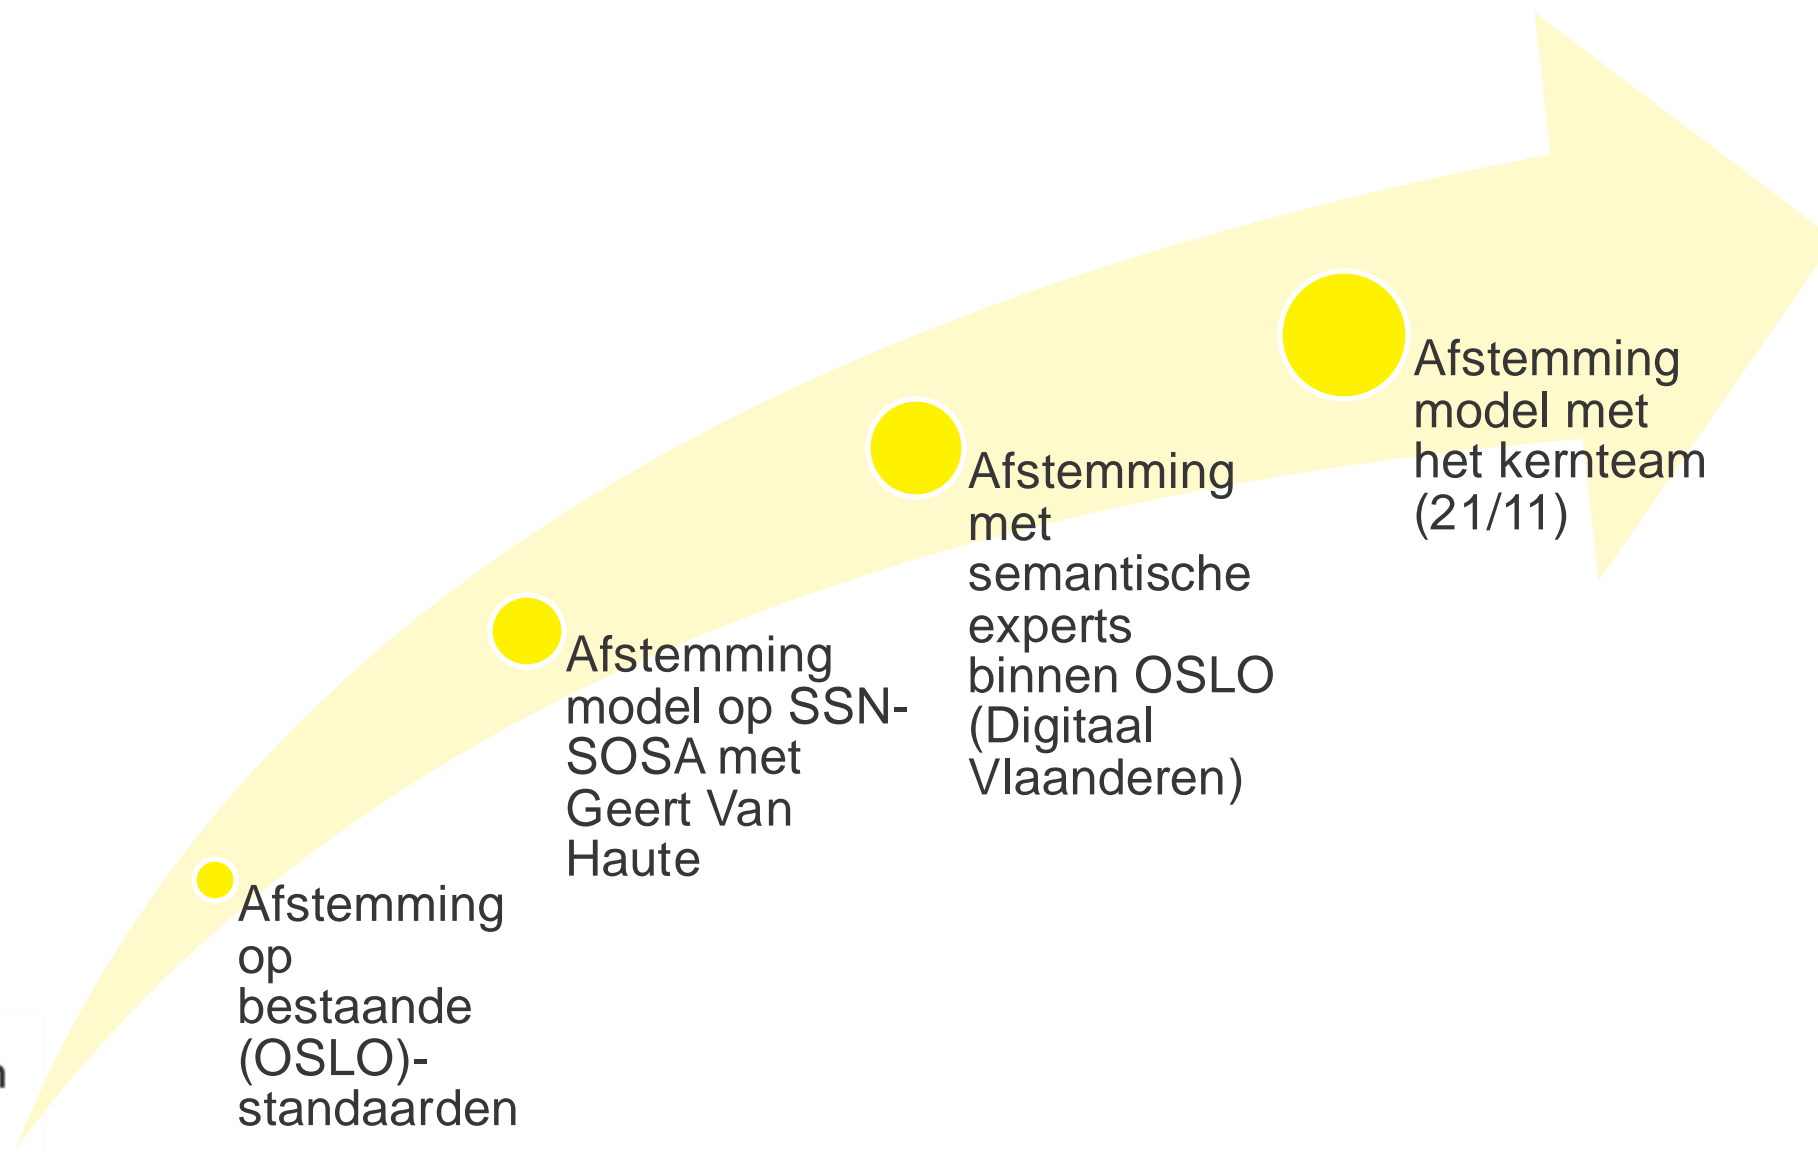 Afstemming
op
bestaande
(OSLO)-
standaarden
Afstemming
model op SSN-
SOSA met
Geert Van
Haute
Afstemming
met
semantische
experts
binnen OSLO
(Digitaal
Vlaanderen)
Afstemming
model met
het kernteam
(21/11)